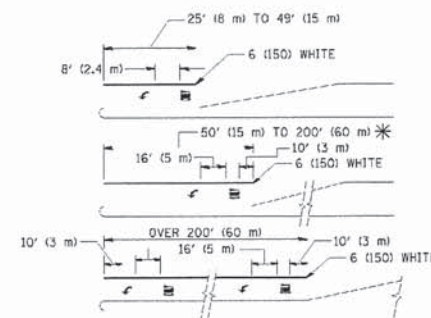 25' (8 m) TO 49' (15 m)
6 (150) WHITE
8' (2.4 m)
50' (15 m) TO 200' (60 m) ✳
16' (5 m)
10' (3 m)
6 (150) WHITE
OVER 200' (60 m)
10' (3 m)
16' (5 m)
10' (3 m)
6 (150) WHITE